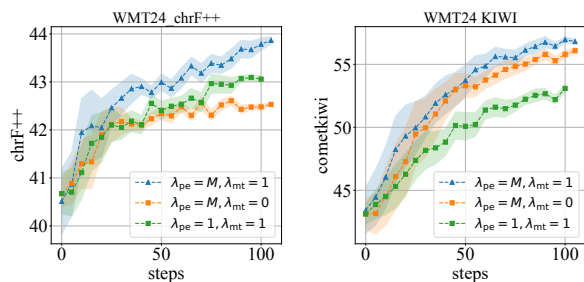 WMT24_chrF++
chrF++
44
43
42
41
40
0
50
100
steps
λpe = M, λmt = 1
λpe = M, λmt = 0
λpe = 1, λmt = 1
WMT24 KIWI
cometkiwi
55
50
45
0
50
100
steps
λpe = M, λmt = 1
λpe = M, λmt = 0
λpe = 1, λmt = 1